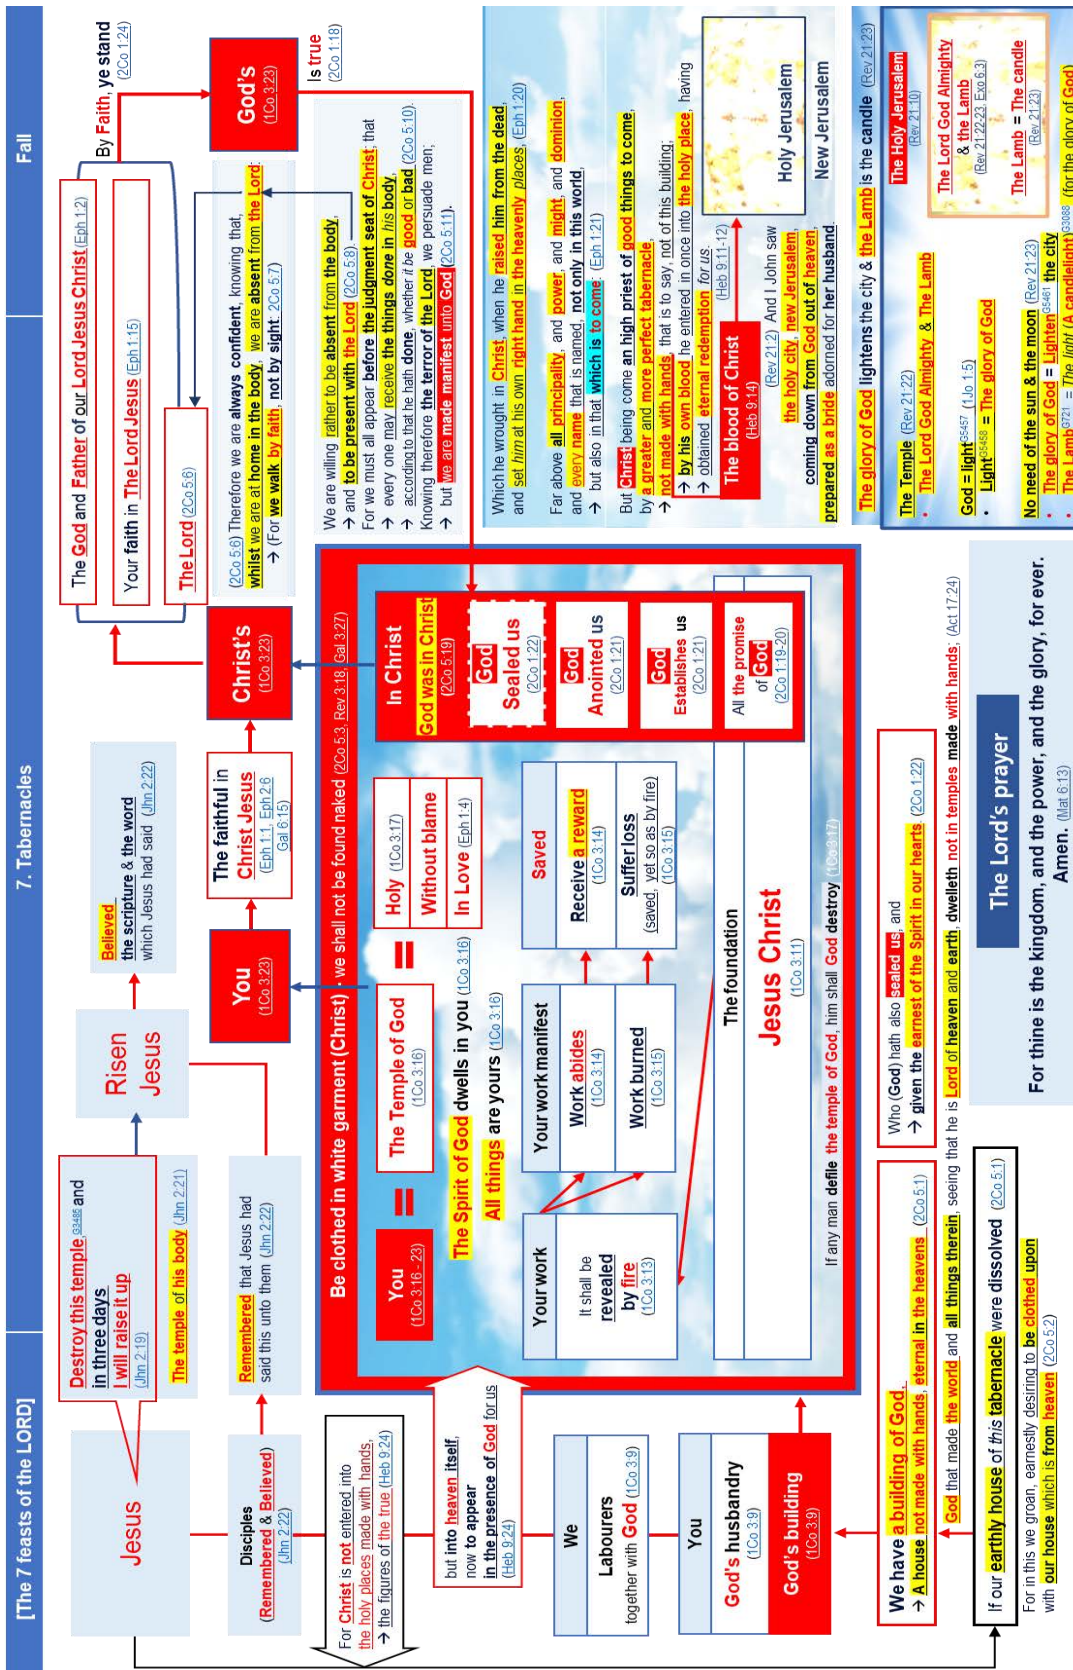 [The 7 feasts of the LORD]
7. Tabernacles
Fall
Jesus
Destroy this temple,G3485 and
in three days
I will raise it up
(Jhn 2:19)
The temple of his body (Jhn 2:21)
Risen
Jesus
Believed
the scripture & the word
which Jesus had said (Jhn 2:22)
Disciples
(Remembered & Believed)
(Jhn 2:22)
Remembered that Jesus had
said this unto them (Jhn 2:22)
You
(1Co 3:23)
The faithful in
Christ Jesus
(Eph 1:1, Eph 2:6
Gal 6:15)
Christ's
(1Co 3:23)
The God and Father of our Lord Jesus Christ (Eph 1:2)
Your faith in The Lord Jesus (Eph 1:15)
The Lord (2Co 5:6)
By Faith, ye stand
(2Co 1:24)
God's
(1Co 3:23)
Is true
(2Co 1:18)
(2Co 5:6) Therefore we are always confident, knowing that,
whilst we are at home in the body, we are absent from the Lord:
→ (For we walk by faith, not by sight: 2Co 5:7)
We are willing rather to be absent from the body,
→ and to be present with the Lord (2Co 5:8).
For we must all appear before the judgment seat of Christ; that
→ every one may receive the things done in his body,
→ according to that he hath done, whether it be good or bad (2Co 5:10).
Knowing therefore the terror of the Lord, we persuade men;
→ but we are made manifest unto God (2Co 5:11).
For Christ is not entered into
the holy places made with hands,
→ the figures of the true (Heb 9:24)
but into heaven itself,
now to appear
in the presence of God for us
(Heb 9:24)
We
Labourers
together with God (1Co 3:9)
You
God's husbandry
(1Co 3:9)
God's building
(1Co 3:9)
Be clothed in white garment (Christ) - we shall not be found naked (2Co 5:3, Rev 3:18, Gal 3:27)
You
(1Co 3:16 - 23)
=
The Temple of God
(1Co 3:16)
=
Holy (1Co 3:17)
Without blame
In Love (Eph 1:4)
The Spirit of God dwells in you (1Co 3:16)
All things are yours (1Co 3:16)
Your work
It shall be
revealed
by fire
(1Co 3:13)
Your work manifest
Work abides
(1Co 3:14)
Work burned
(1Co 3:15)
Saved
Receive a reward
(1Co 3:14)
Suffer loss
(saved, yet so as by fire)
(1Co 3:15)
The foundation
Jesus Christ
(1Co 3:11)
If any man defile the temple of God, him shall God destroy (1Co 3:17)
In Christ
God was in Christ
(2Co 5:19)
God
Sealed us
(2Co 1:22)
God
Anointed us
(2Co 1:21)
God
Establishes us
(2Co 1:21)
All the promise
of God
(2Co 1:19-20)
Which he wrought in Christ, when he raised him from the dead,
and set him at his own right hand in the heavenly places, (Eph 1:20)
Far above all principality, and power, and might, and dominion,
and every name that is named, not only in this world,
→ but also in that which is to come: (Eph 1:21)
But Christ being come an high priest of good things to come,
by a greater and more perfect tabernacle,
→ not made with hands, that is to say, not of this building;
→ by his own blood he entered in once into the holy place, having
→ obtained eternal redemption for us.
(Heb 9:11-12)
The blood of Christ
(Heb 9:14)
(Rev 21:2) And I John saw
the holy city, new Jerusalem,
coming down from God out of heaven,
prepared as a bride adorned for her husband.
Holy Jerusalem
New Jerusalem
We have a building of God,
→ A house not made with hands, eternal in the heavens (2Co 5:1)
Who (God) hath also sealed us, and
→ given the earnest of the Spirit in our hearts. (2Co 1:22)
God that made the world and all things therein, seeing that he is Lord of heaven and earth, dwelleth not in temples made with hands; (Act 17:24)
If our earthly house of this tabernacle were dissolved (2Co 5:1)
For in this we groan, earnestly desiring to be clothed upon
with our house which is from heaven (2Co 5:2)
The Lord's prayer
For thine is the kingdom, and the power, and the glory, for ever.
Amen. (Mat 6:13)
The glory of God lightens the city & the Lamb is the candle (Rev 21:23)
The Temple (Rev 21:22)
• The Lord God Almighty & The Lamb
God = lightG5457 (1Jo 1:5)
• LightG5458 = The glory of God
No need of the sun & the moon (Rev 21:23)
• The glory of God = LightenG5461 the city
• The LambG721 = The light (A candelight)G3088 (for the glory of God)
The Holy Jerusalem
(Rev 21:10)
The Lord God Almighty
& the Lamb
(Rev 21:22-23, Exo 6:3)
The Lamb = The candle
(Rev 21:23)